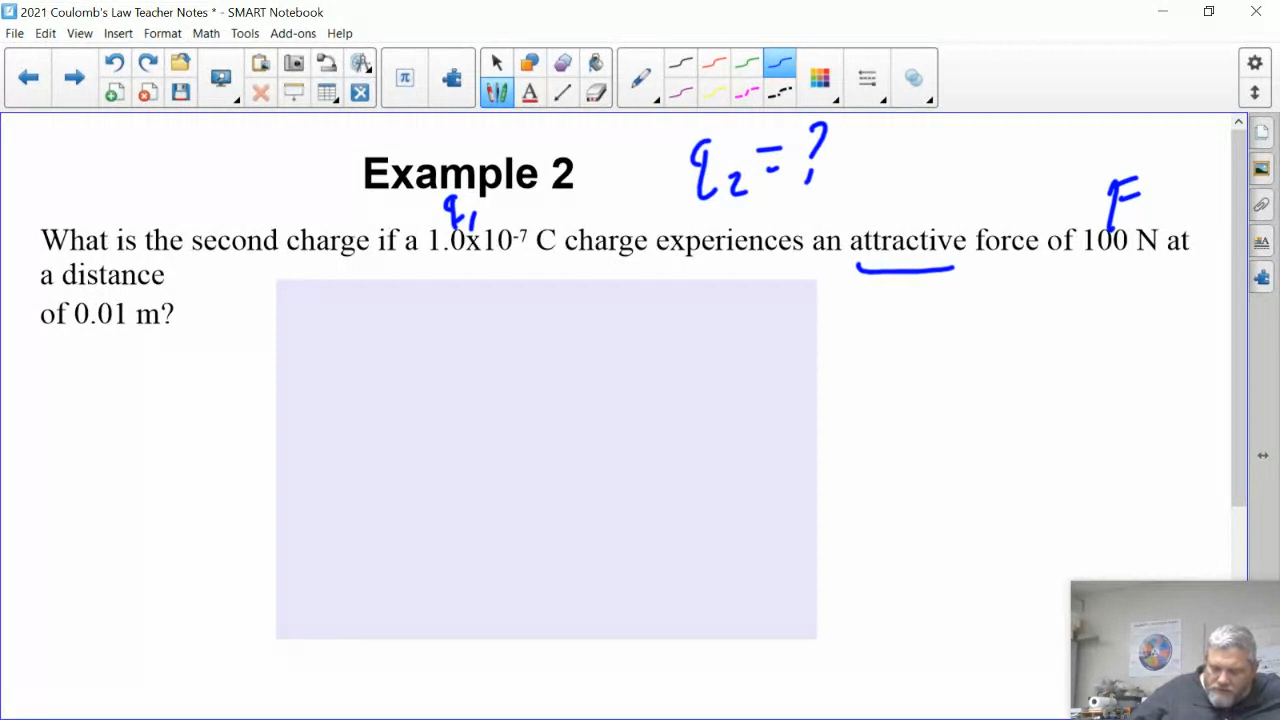 2021 Coulomb's Law Teacher Notes * - SMART Notebook
File Edit View Insert Format Math Tools Add-ons Help
π
A
Example 2
q₂ = ?
q₁
F
What is the second charge if a 1.0x10⁻⁷ C charge experiences an attractive force of 100 N at
a distance
of 0.01 m?